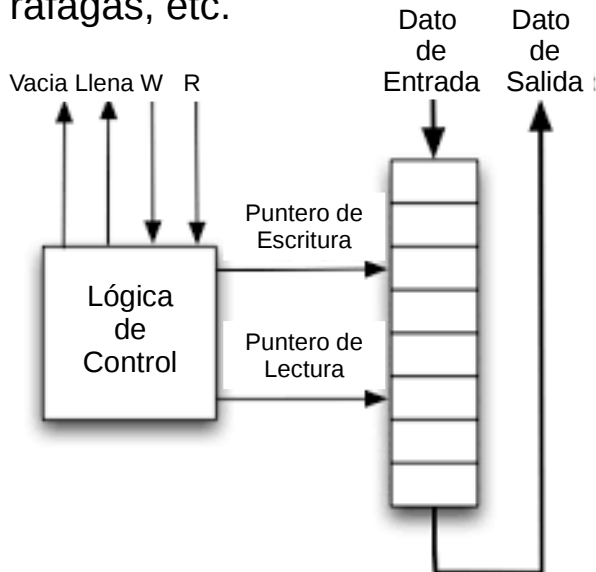 ráfagas, etc.
Dato
de
Entrada
Dato
de
Salida
Vacia Llena W R
Puntero de
Escritura
Lógica
de
Control
Puntero de
Lectura